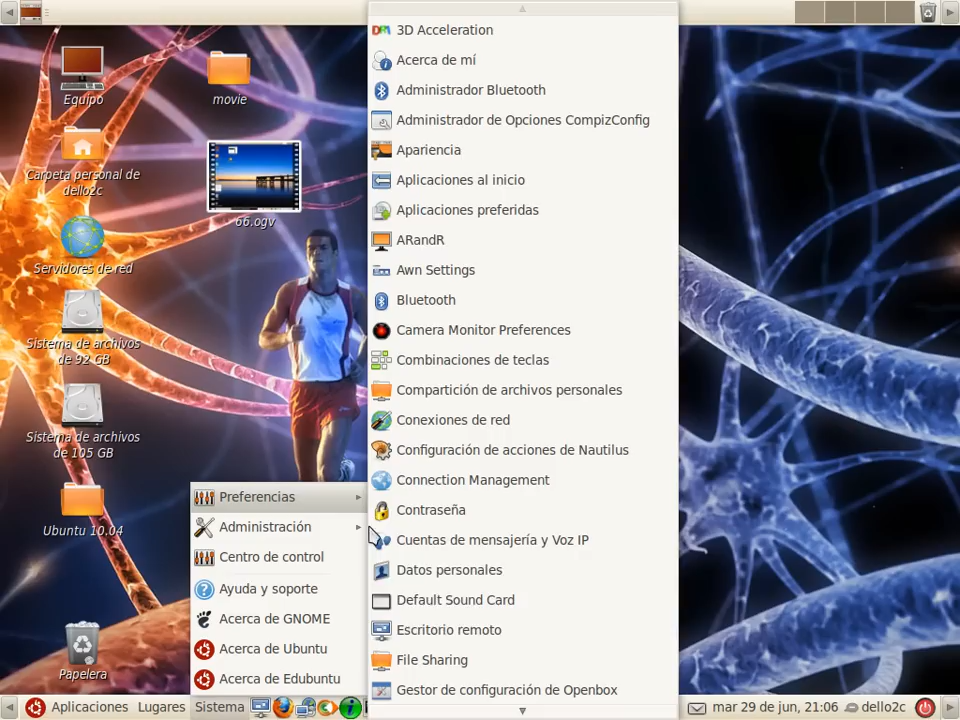 3D Acceleration
Acerca de mí
Administrador Bluetooth
Administrador de Opciones CompizConfig
Apariencia
Aplicaciones al inicio
Aplicaciones preferidas
ARandR
Awn Settings
Bluetooth
Camera Monitor Preferences
Combinaciones de teclas
Compartición de archivos personales
Conexiones de red
Configuración de acciones de Nautilus
Connection Management
Contraseña
Cuentas de mensajería y Voz IP
Datos personales
Default Sound Card
Escritorio remoto
File Sharing
Gestor de configuración de Openbox
Equipo
movie
Carpeta personal de
dello2c
66.ogv
Servidores de red
Sistema de archivos
de 92 GB
Sistema de archivos
de 105 GB
Ubuntu 10.04
Papelera
Preferencias
Administración
Centro de control
Ayuda y soporte
Acerca de GNOME
Acerca de Ubuntu
Acerca de Edubuntu
Aplicaciones Lugares Sistema
mar 29 de jun, 21:06 dello2c